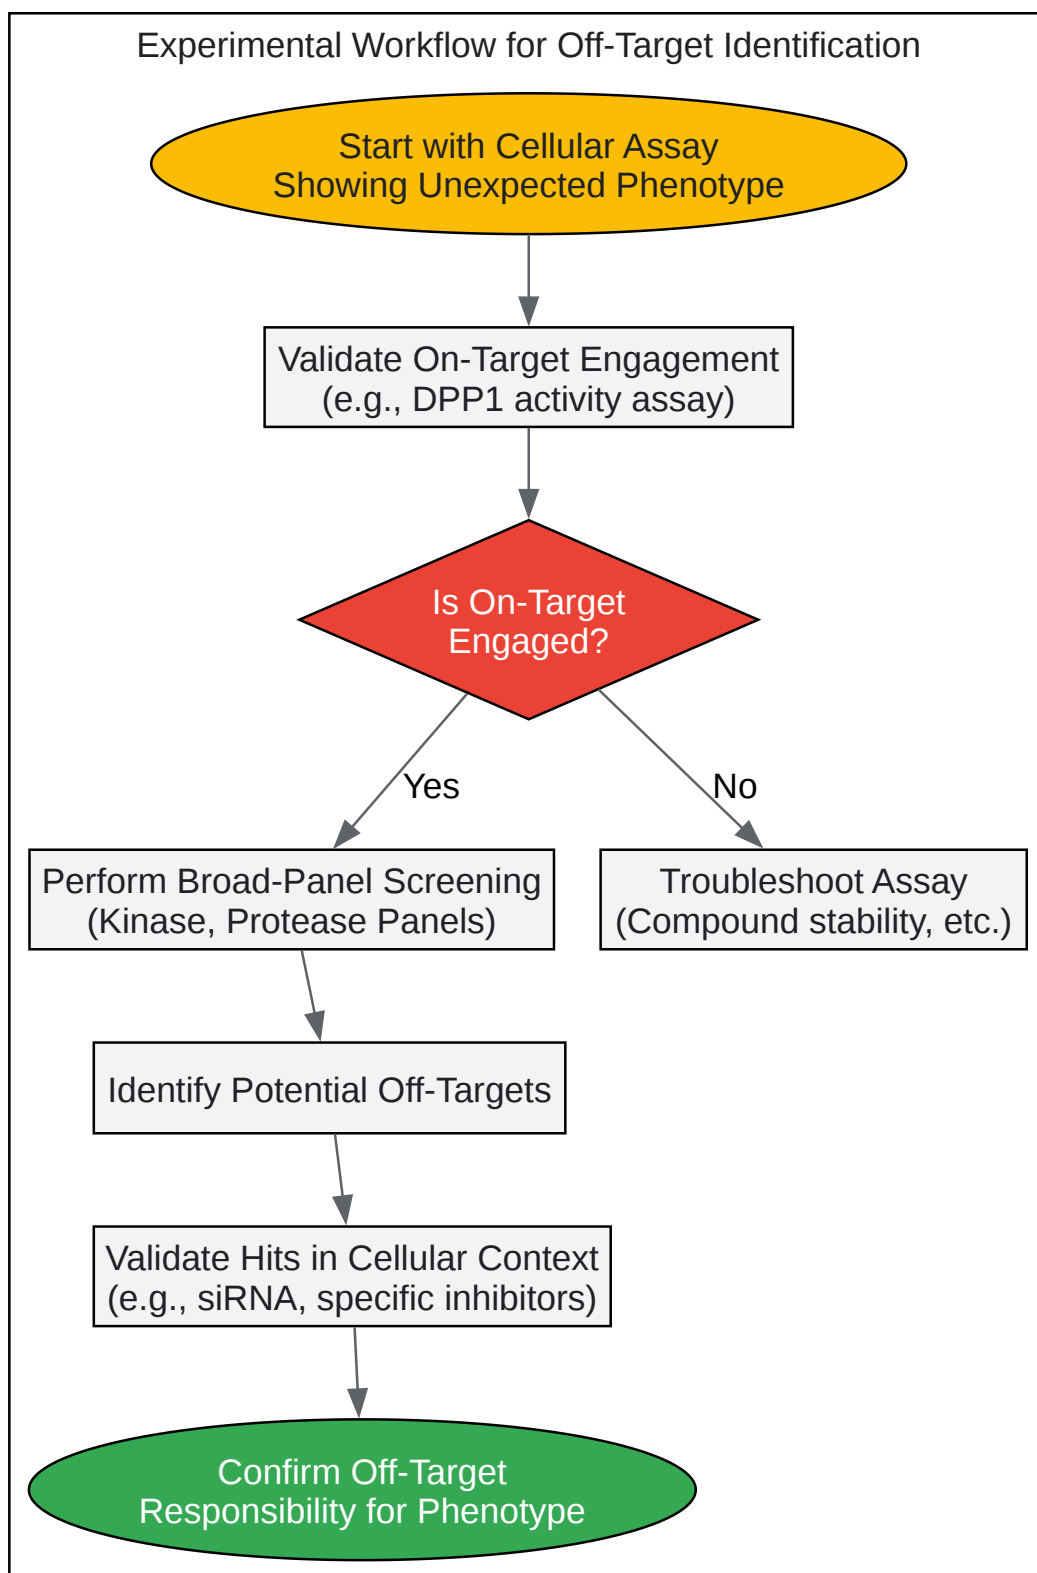 Experimental Workflow for Off-Target Identification
Start with Cellular Assay
Showing Unexpected Phenotype
Validate On-Target Engagement
(e.g., DPP1 activity assay)
Is On-Target
Engaged?
Yes
No
Perform Broad-Panel Screening
(Kinase, Protease Panels)
Troubleshoot Assay
(Compound stability, etc.)
Identify Potential Off-Targets
Validate Hits in Cellular Context
(e.g., siRNA, specific inhibitors)
Confirm Off-Target
Responsibility for Phenotype